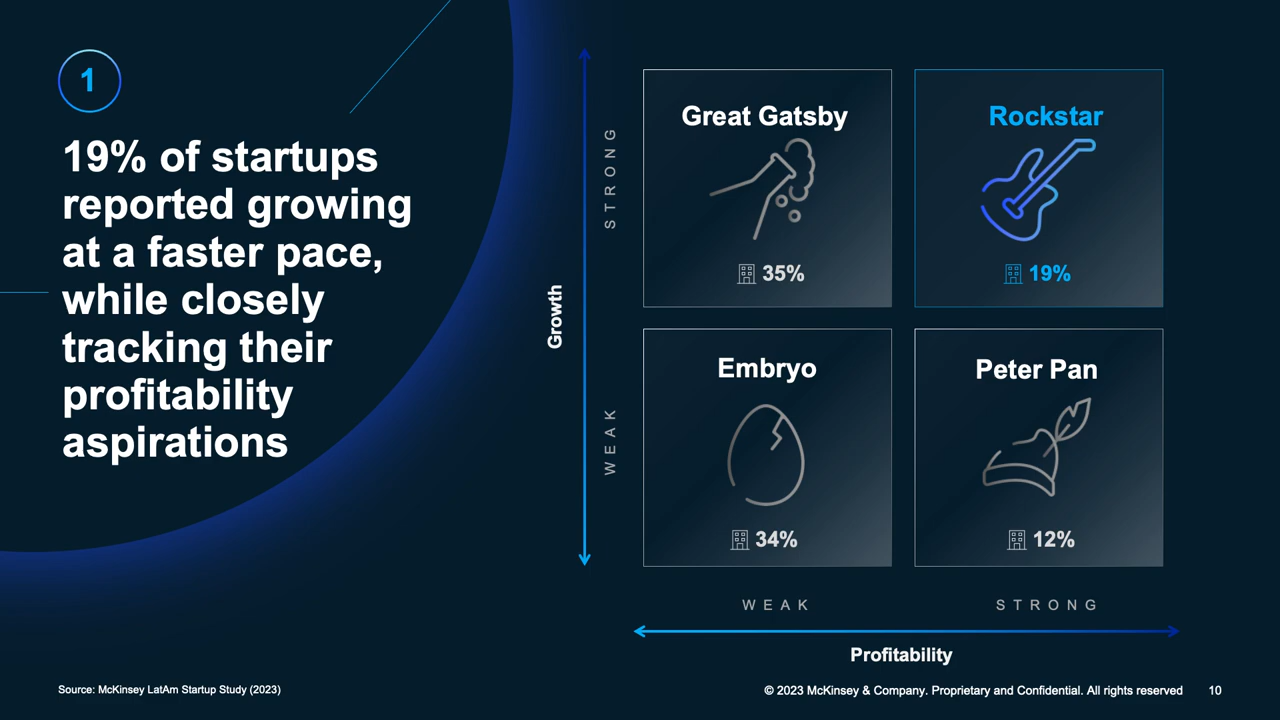 1
19% of startups
reported growing
at a faster pace,
while closely
tracking their
profitability
aspirations
Growth
STRONG
WEAK
Great Gatsby
35%
Rockstar
19%
Embryo
34%
Peter Pan
12%
WEAK
STRONG
Profitability
Source: McKinsey LatAm Startup Study (2023)
© 2023 McKinsey & Company. Proprietary and Confidential. All rights reserved
10